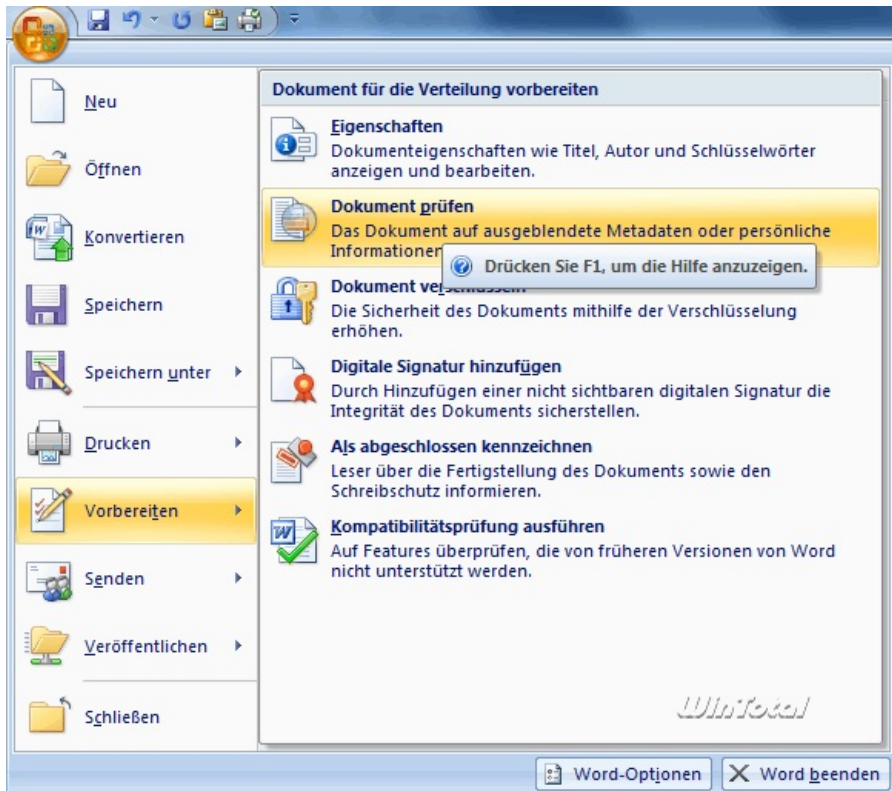 Neu
Öffnen
Konvertieren
Speichern
Speichern unter
Drucken
Vorbereiten
Senden
Veröffentlichen
Schließen
Dokument für die Verteilung vorbereiten
Eigenschaften
Dokumenteigenschaften wie Titel, Autor und Schlüsselwörter
anzeigen und bearbeiten.
Dokument prüfen
Das Dokument auf ausgeblendete Metadaten oder persönliche
Informationen
Drücken Sie F1, um die Hilfe anzuzeigen.
Dokument verschlüsseln
Die Sicherheit des Dokuments mithilfe der Verschlüsselung
erhöhen.
Digitale Signatur hinzufügen
Durch Hinzufügen einer nicht sichtbaren digitalen Signatur die
Integrität des Dokuments sicherstellen.
Als abgeschlossen kennzeichnen
Leser über die Fertigstellung des Dokuments sowie den
Schreibschutz informieren.
Kompatibilitätsprüfung ausführen
Auf Features überprüfen, die von früheren Versionen von Word
nicht unterstützt werden.
WinTotal
Word-Optionen
Word beenden